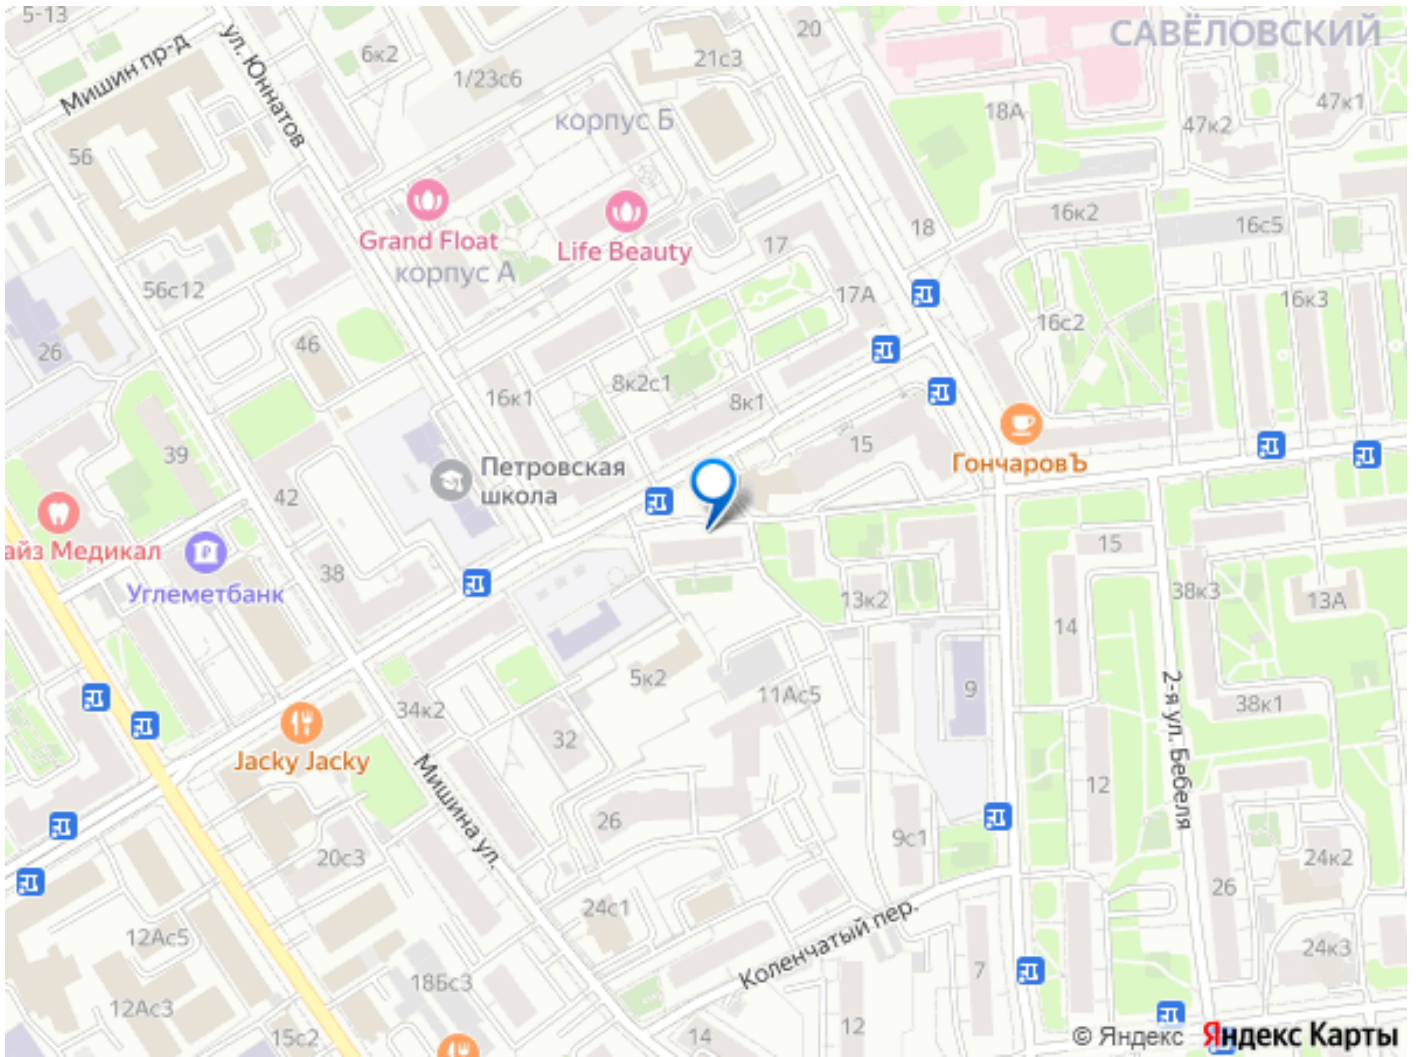 5-13
Мишин пр-д
ул. Юннатов
6к2
1/23с6
21с3
20
САВЁЛОВСКИЙ
47к1
47к2
18А
корпус Б
56
Grand Float
корпус А
Life Beauty
17
18
16к2
16с5
56с12
17А
16с2
16к3
26
46
16к1
8к2с1
8к1
15
ГончаровЪ
39
42
Петровская
школа
айз Медикал
Углеметбанк
38
13к2
15
38к3
13А
14
5к2
11Ас5
9
38к1
34к2
32
2-я ул. Бебеля
Jacky Jacky
Мишина ул.
12
26
9с1
20с3
24к2
26
24с1
Коленчатый пер.
12Ас5
24к3
18Бс3
7
12Ас3
15с2
14
12
© Яндекс Яндекс Карты